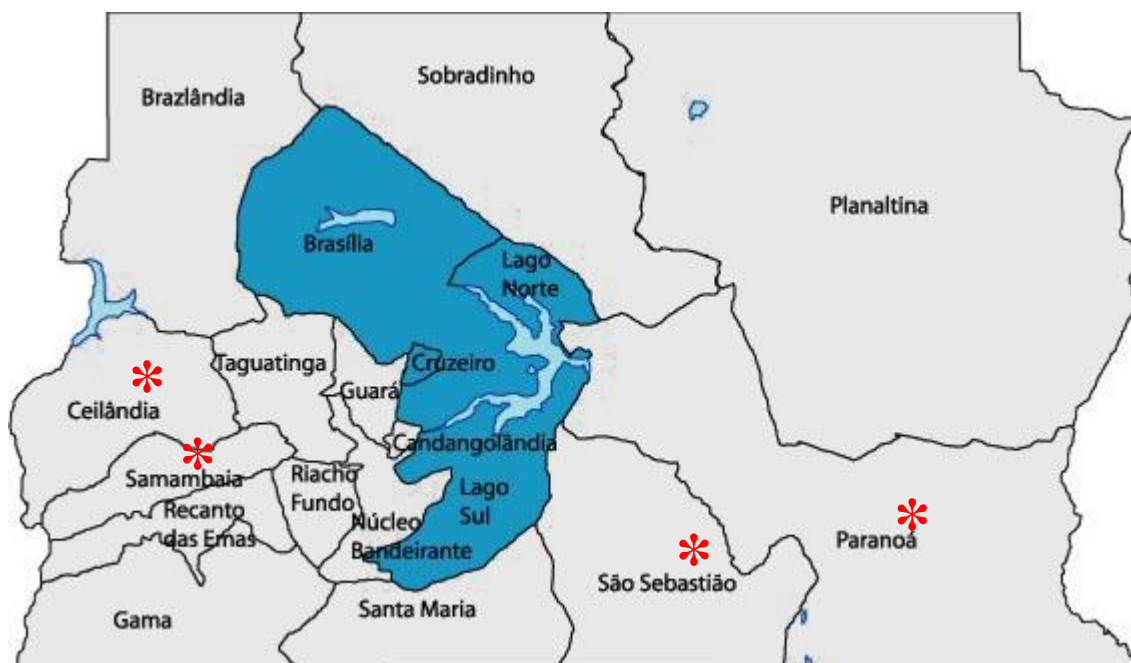 Sobradinho
Brazlândia
Planaltina
Brasília
Lago
Norte
Taguatinga
Cruzeiro
Guará
Ceilândia
Candangolândia
Samambaia
Riacho
Fundo
Lago
Sul
Recanto
das Emas
Núcleo
Bandeirante
Paranoá
São Sebastião
Santa Maria
Gama